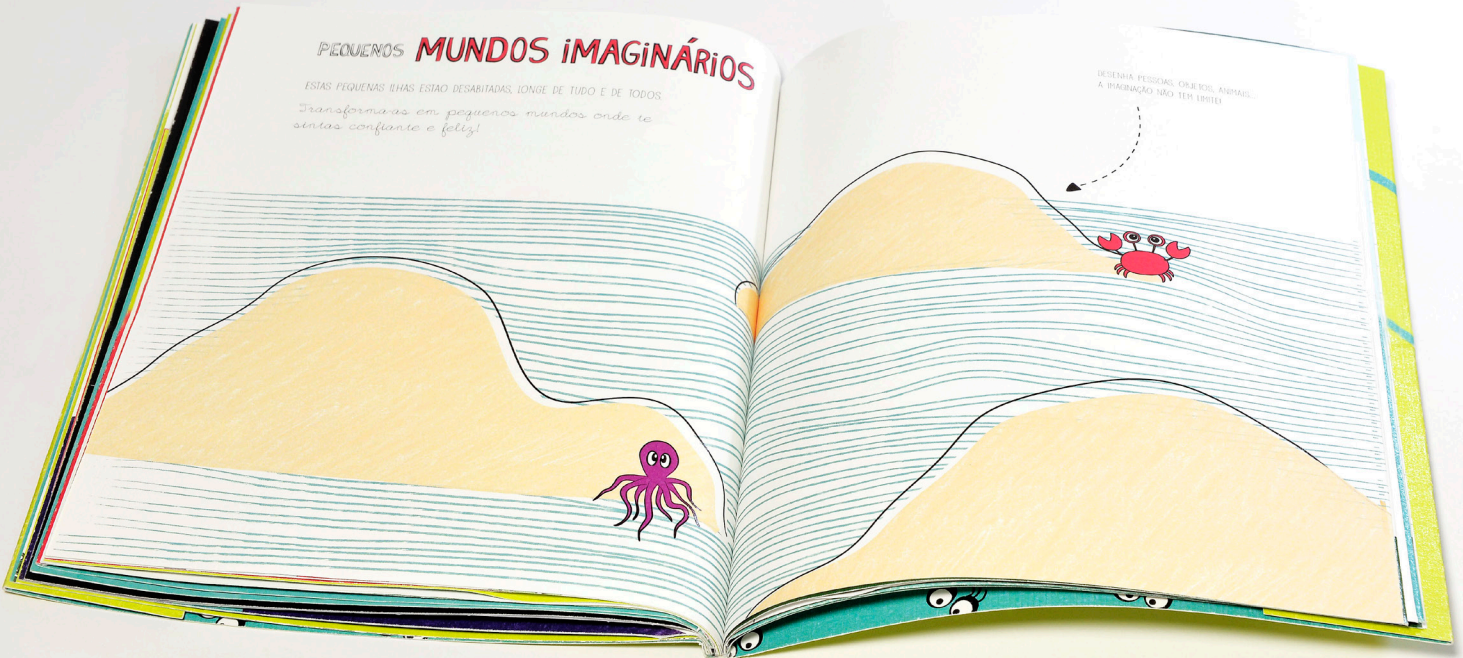 PEQUENOS MUNDOS iMAGiNÁRiOS
ESTAS PEQUENAS ILHAS ESTÃO DESABITADAS, LONGE DE TUDO E DE TODOS.
Transforma-as em pequenos mundos onde te
sintas confiante e feliz!
DESENHA PESSOAS, OBJETOS, ANIMAIS...
A IMAGINAÇÃO NÃO TEM LIMITE!